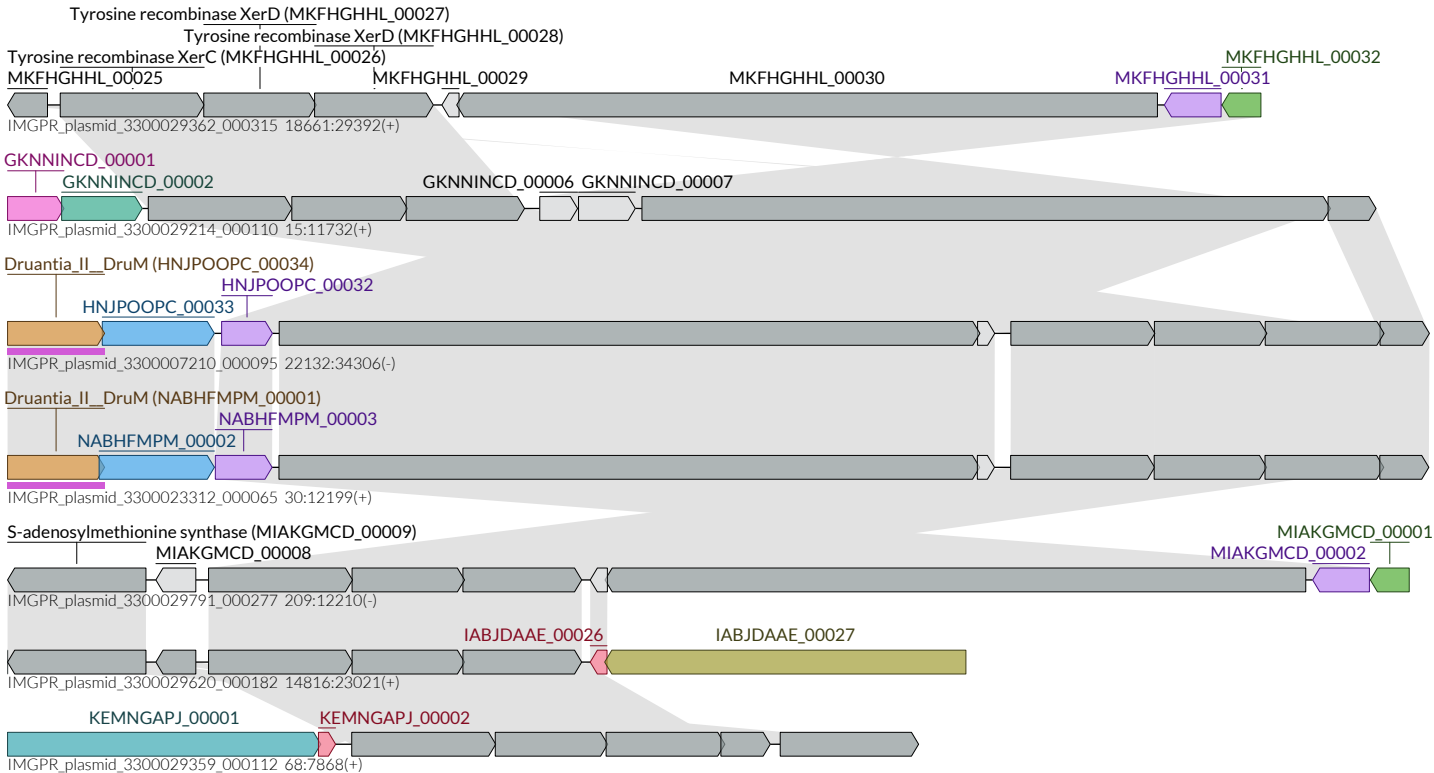 Tyrosine recombinase XerD (MKFHGHHL_00027)
Tyrosine recombinase XerD (MKFHGHHL_00028)
Tyrosine recombinase XerC (MKFHGHHL_00026)
MKFHGHHL_00032
MKFHGHHL_00025
MKFHGHHL_00029
MKFHGHHL_00030
MKFHGHHL_00031
IMGPR_plasmid_3300029362_000315 18661:29392(+)
GKNNINCD_00001
GKNNINCD_00002
GKNNINCD_00006
GKNNINCD_00007
IMGPR_plasmid_3300029214_000110 15:11732(+)
Druantia_II__DruM (HNJPOOPC_00034)
HNJPOOPC_00032
HNJPOOPC_00033
IMGPR_plasmid_3300007210_000095 22132:34306(-)
Druantia_II__DruM (NABHFMPM_00001)
NABHFMPM_00003
NABHFMPM_00002
IMGPR_plasmid_3300023312_000065 30:12199(+)
S-adenosylmethionine synthase (MIAKGMCD_00009)
MIAKGMCD_00001
MIAKGMCD_00008
MIAKGMCD_00002
IMGPR_plasmid_3300029791_000277 209:12210(-)
IABJDAAE_00026
IABJDAAE_00027
IMGPR_plasmid_3300029620_000182 14816:23021(+)
KEMNGAPJ_00001
KEMNGAPJ_00002
IMGPR_plasmid_3300029359_000112 68:7868(+)